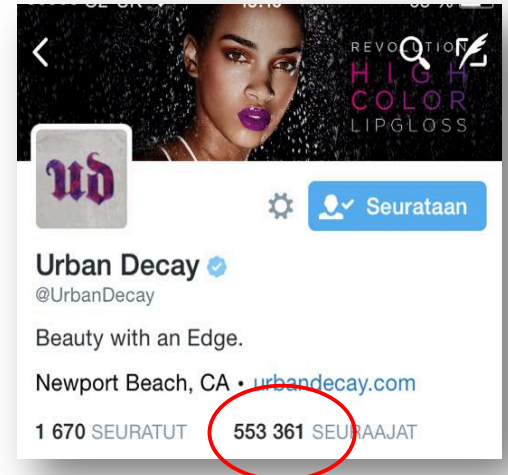 REVOLUTION
HIGH
COLOR
LIPGLOSS
ud
Seurataan
Urban Decay
@UrbanDecay
Beauty with an Edge.
Newport Beach, CA • urbandecay.com
1 670 SEURATUT 553 361 SEURAAJAT